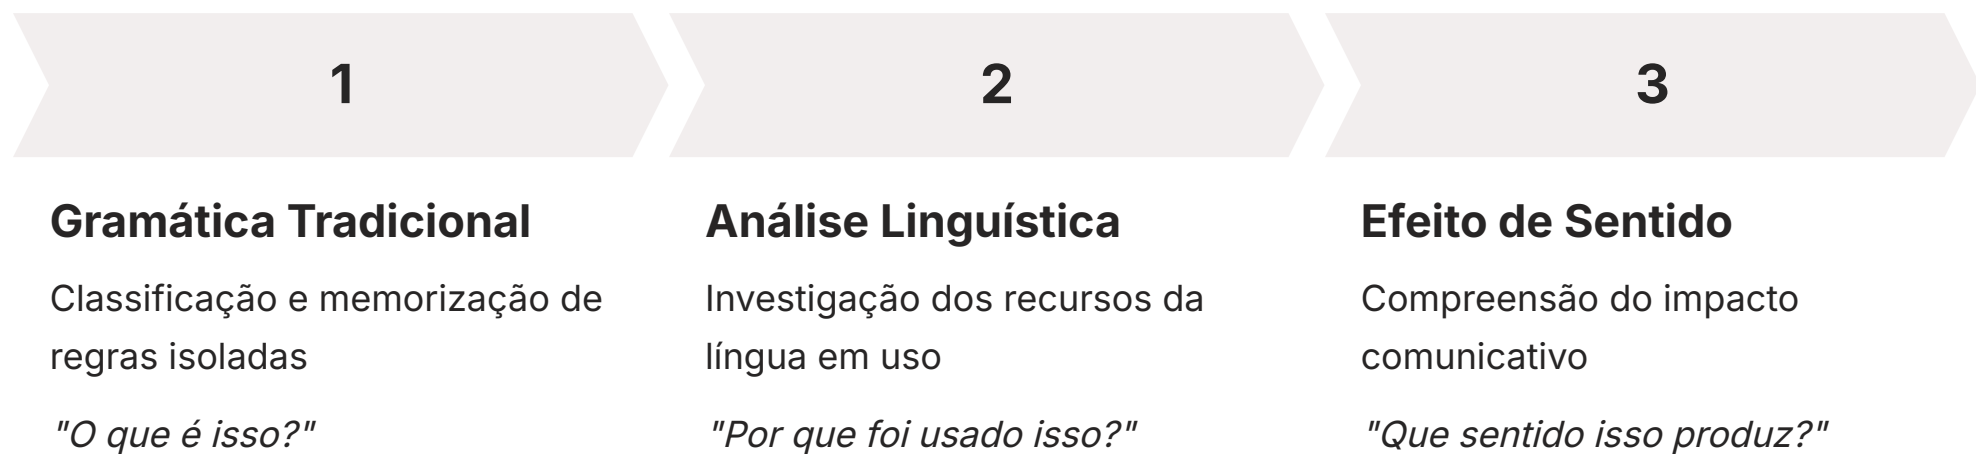 1
Gramática Tradicional
Classificação e memorização de
regras isoladas
"O que é isso?"
2
Análise Linguística
Investigação dos recursos da
língua em uso
"Por que foi usado isso?"
3
Efeito de Sentido
Compreensão do impacto
comunicativo
"Que sentido isso produz?"